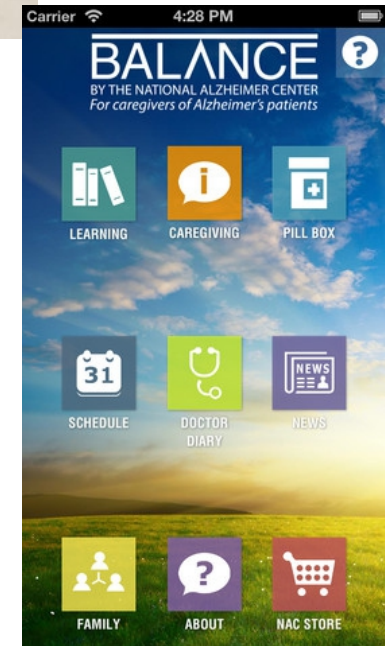 Carrier 4:28 PM
BALANCE
BY THE NATIONAL ALZHEIMER CENTER
For caregivers of Alzheimer's patients
?
i
LEARNING CAREGIVING PILL BOX
31 NEWS
SCHEDULE DOCTOR DIARY NEWS
?
FAMILY ABOUT NAC STORE